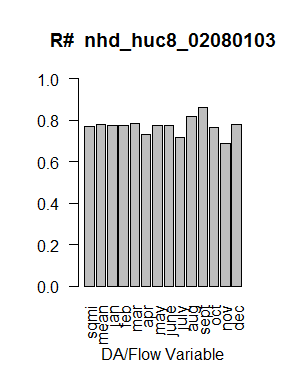 R#  nhd_huc8_02080103
1.0
0.8
0.6
0.4
0.2
0.0
sqmi
mean
jan
feb
mar
apr
may
june
july
aug
sept
oct
nov
dec
DA/Flow Variable